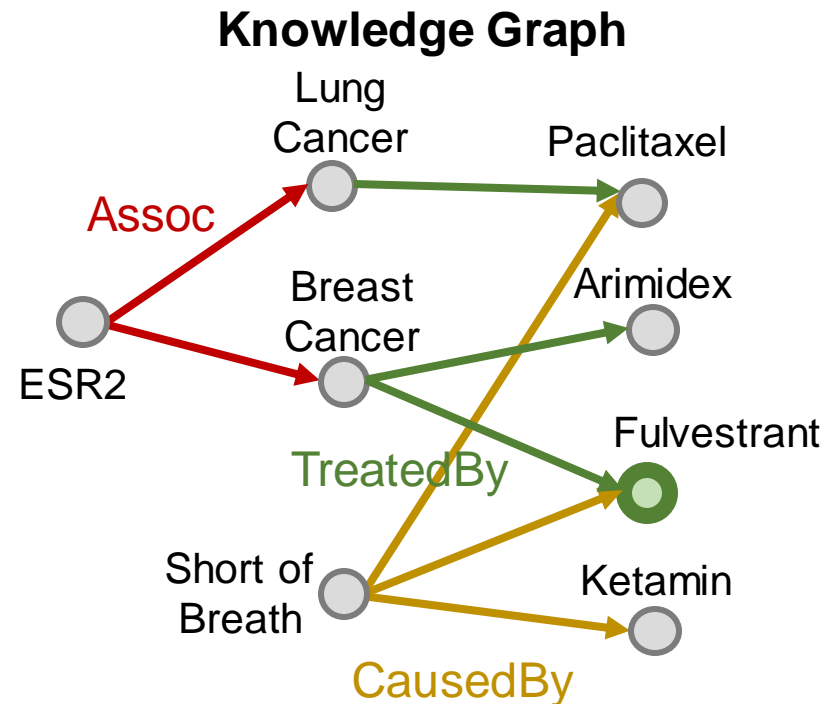 Knowledge Graph
Lung
Cancer
Paclitaxel
Assoc
Breast
Cancer
Arimidex
ESR2
Fulvestrant
TreatedBy
Short of
Breath
Ketamin
CausedBy